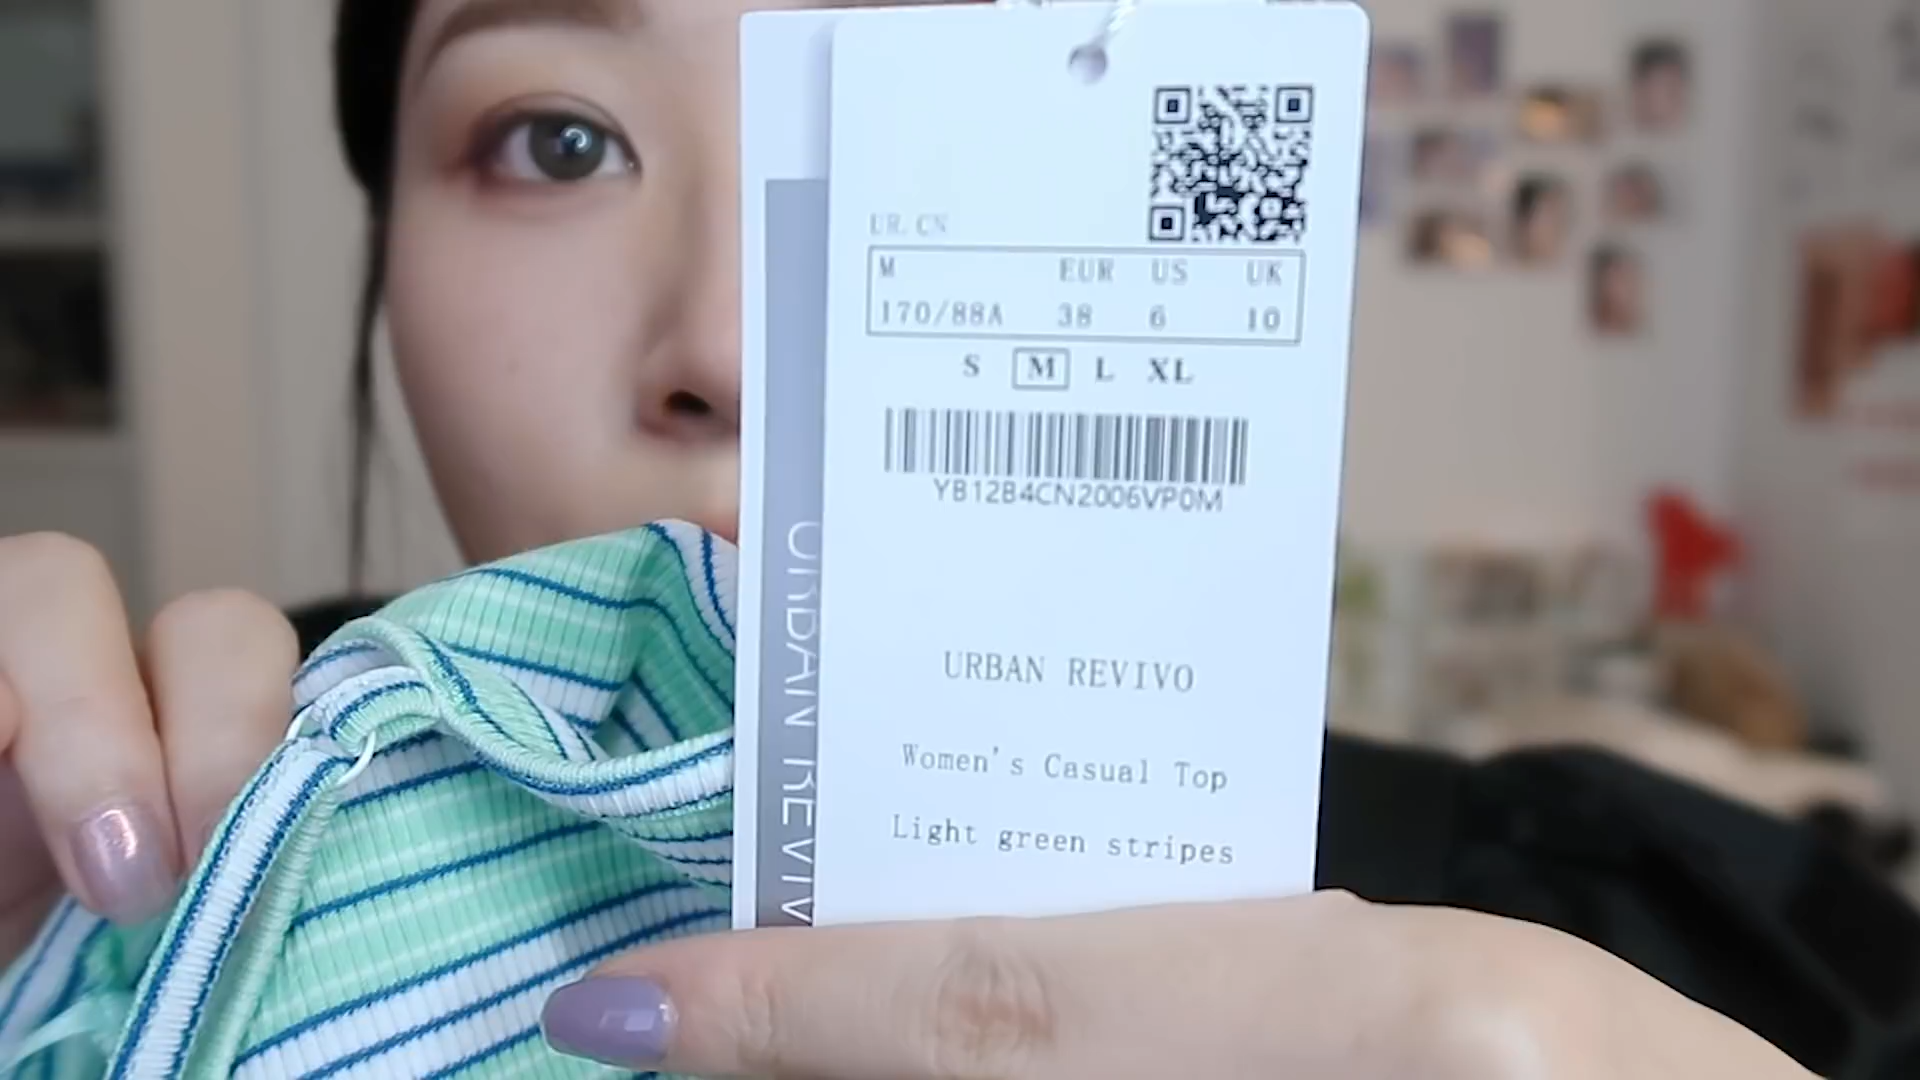 UR.CN
M EUR US UK
170/88A 38 6 10
S M L XL
YB12B4CN2006VP0M
URBAN REVIVO
Women's Casual Top
Light green stripes
URBAN REVIV